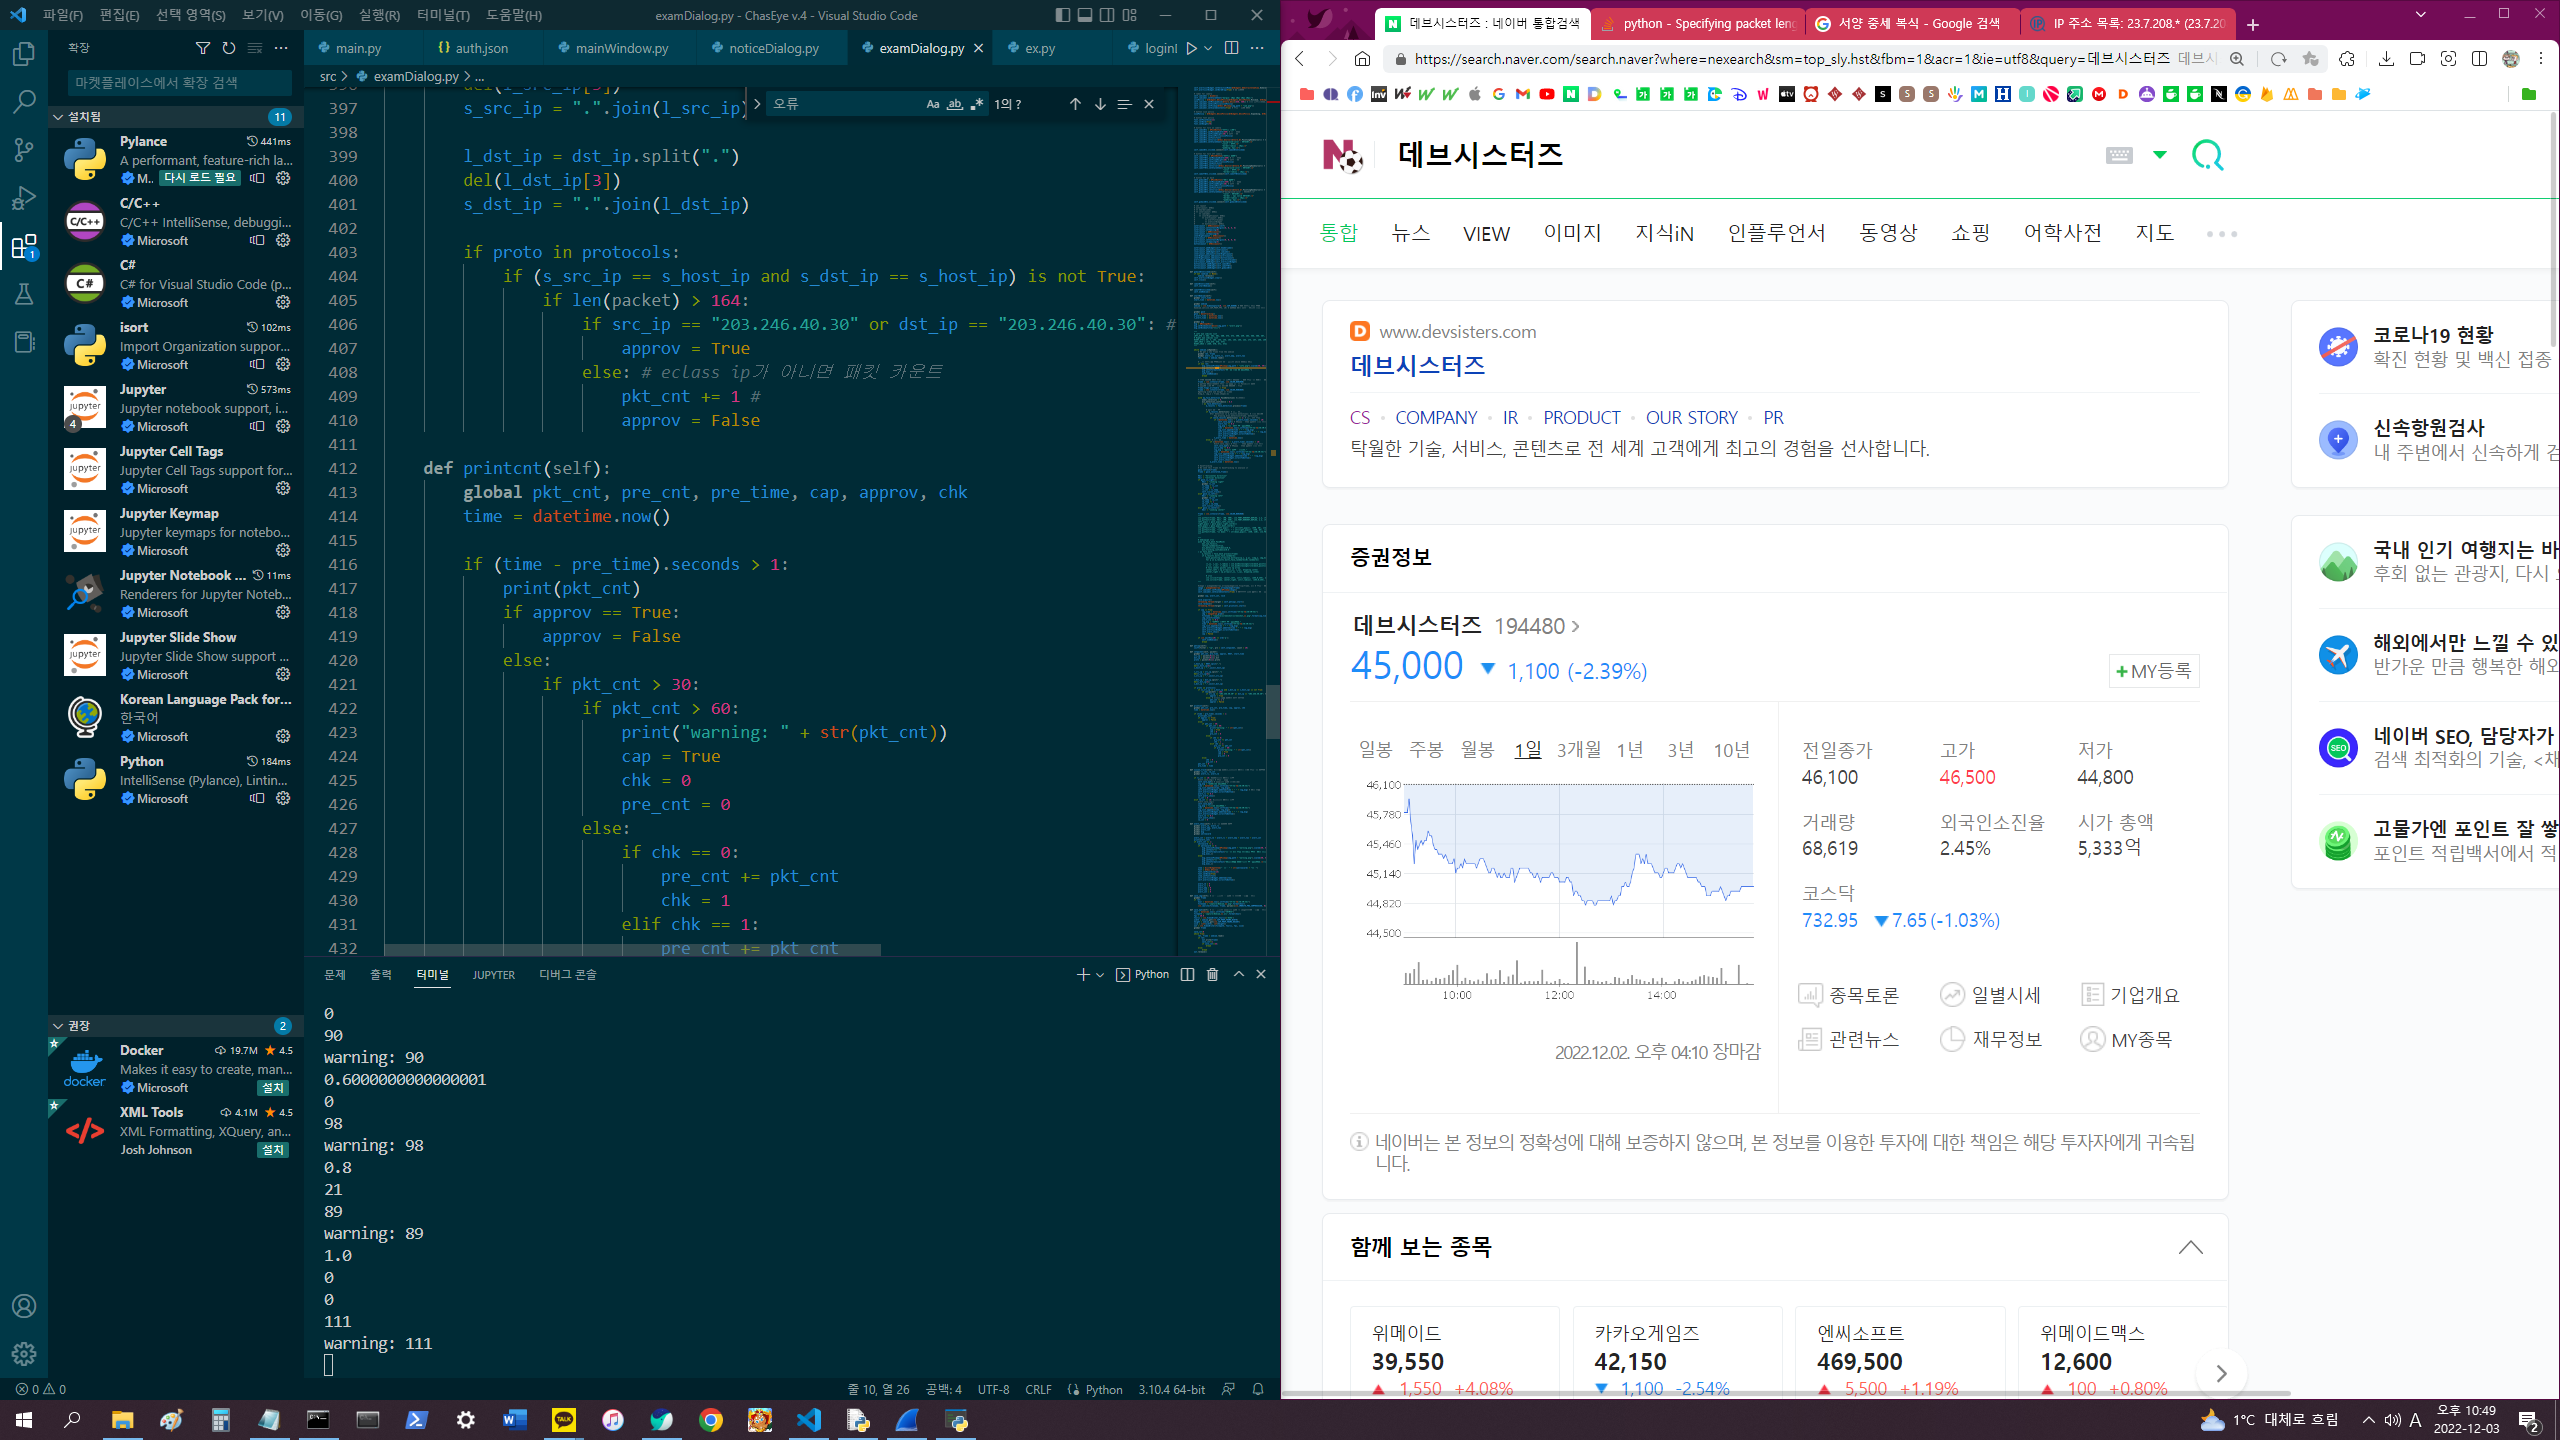 파일(F) 편집(E) 선택 영역(S) 보기(V) 이동(G) 실행(R) 터미널(T) 도움말(H)
examDialog.py - ChasEye v.4 - Visual Studio Code
확장
마켓플레이스에서 확장 검색
설치됨 11
Pylance 441ms
A performant, feature-rich la...
M.. 다시 로드 필요
C/C++
C/C++ IntelliSense, debuggi...
Microsoft
C#
C# for Visual Studio Code (p...
Microsoft
isort 102ms
Import Organization suppor...
Microsoft
Jupyter 573ms
Jupyter notebook support, i...
Microsoft
4
Jupyter Cell Tags
Jupyter Cell Tags support for...
Microsoft
Jupyter Keymap
Jupyter keymaps for notebo...
Microsoft
Jupyter Notebook ... 11ms
Renderers for Jupyter Noteb...
Microsoft
Jupyter Slide Show
Jupyter Slide Show support ...
Microsoft
Korean Language Pack for...
한국어
Microsoft
Python 184ms
IntelliSense (Pylance), Lintin...
Microsoft
권장 2
Docker 19.7M 4.5
Makes it easy to create, man...
Microsoft 설치
XML Tools 4.1M 4.5
XML Formatting, XQuery, an...
Josh Johnson 설치
main.py auth.json mainWindow.py noticeDialog.py examDialog.py ex.py loginI
src > examDialog.py > ...
오류 1의 ?
397 s_src_ip = ".".join(l_src_ip)
398
399 l_dst_ip = dst_ip.split(".")
400 del(l_dst_ip[3])
401 s_dst_ip = ".".join(l_dst_ip)
402
403 if proto in protocols:
404 if (s_src_ip == s_host_ip and s_dst_ip == s_host_ip) is not True:
405 if len(packet) > 164:
406 if src_ip == "203.246.40.30" or dst_ip == "203.246.40.30": #
407 approv = True
408 else: # eclass ip가 아니면 패킷 카운트
409 pkt_cnt += 1 #
410 approv = False
411
412 def printcnt(self):
413 global pkt_cnt, pre_cnt, pre_time, cap, approv, chk
414 time = datetime.now()
415
416 if (time - pre_time).seconds > 1:
417 print(pkt_cnt)
418 if approv == True:
419 approv = False
420 else:
421 if pkt_cnt > 30:
422 if pkt_cnt > 60:
423 print("warning: " + str(pkt_cnt))
424 cap = True
425 chk = 0
426 pre_cnt = 0
427 else:
428 if chk == 0:
429 pre_cnt += pkt_cnt
430 chk = 1
431 elif chk == 1:
432 pre_cnt += pkt_cnt
문제 출력 터미널 JUPYTER 디버그 콘솔
Python
0
90
warning: 90
0.6000000000000001
0
98
warning: 98
0.8
21
89
warning: 89
1.0
0
0
111
warning: 111
0 0
줄 10, 열 26 공백: 4 UTF-8 CRLF Python 3.10.4 64-bit
데브시스터즈 : 네이버 통합검색
python - Specifying packet leng
서양 중세 복식 - Google 검색
IP 주소 목록: 23.7.208.* (23.7.20
https://search.naver.com/search.naver?where=nexearch&sm=top_sly.hst&fbm=1&acr=1&ie=utf8&query=데브시스터즈 데브시
데브시스터즈
통합 뉴스 VIEW 이미지 지식iN 인플루언서 동영상 쇼핑 어학사전 지도
www.devsisters.com
데브시스터즈
CS COMPANY IR PRODUCT OUR STORY PR
탁월한 기술, 서비스, 콘텐츠로 전 세계 고객에게 최고의 경험을 선사합니다.
증권정보
데브시스터즈 194480
45,000 ▼ 1,100 (-2.39%)
+MY등록
일봉 주봉 월봉 1일 3개월 1년 3년 10년
46,100
45,780
45,460
45,140
44,820
44,500
10:00 12:00 14:00
2022.12.02. 오후 04:10 장마감
전일종가 고가 저가
46,100 46,500 44,800
거래량 외국인소진율 시가 총액
68,619 2.45% 5,333억
코스닥
732.95 ▼7.65 (-1.03%)
종목토론 일별시세 기업개요
관련뉴스 재무정보 MY종목
네이버는 본 정보의 정확성에 대해 보증하지 않으며, 본 정보를 이용한 투자에 대한 책임은 해당 투자자에게 귀속됩
니다.
함께 보는 종목
위메이드 카카오게임즈 엔씨소프트 위메이드맥스
39,550 42,150 469,500 12,600
▲ 1,550 +4.08% ▼ 1,100 -2.54% ▲ 5,500 +1.19% ▲ 100 +0.80%
코로나19 현황
확진 현황 및 백신 접종
신속항원검사
내 주변에서 신속하게 검
국내 인기 여행지는 바
후회 없는 관광지, 다시
해외에서만 느낄 수 있
반가운 만큼 행복한 해외
네이버 SEO, 담당자가
검색 최적화의 기술, <채
고물가엔 포인트 잘 쌓
포인트 적립백서에서 적
1°C 대체로 흐림
A
오후 10:49
2022-12-03
2